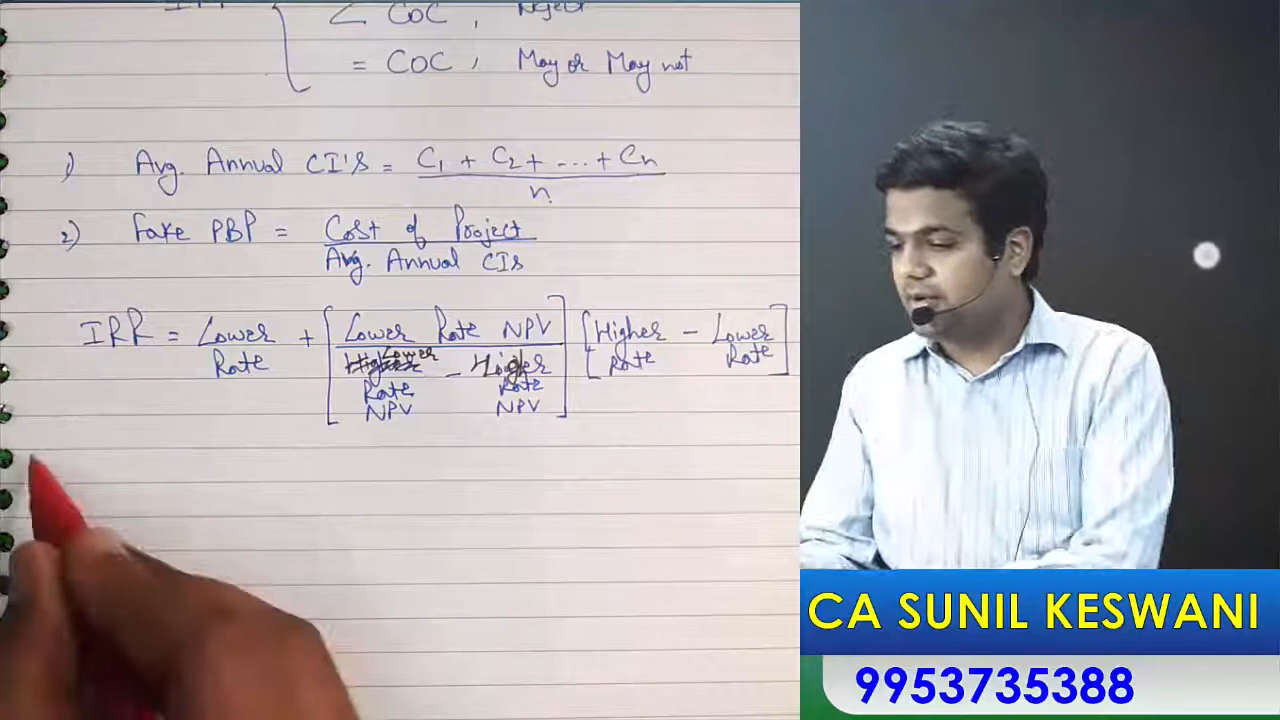 IRR
< CoC , Reject
= CoC , May or May not
1) Avg. Annual CI's = C1 + C2 + ... + Cn
n
2) Fake PBP = Cost of Project
Avg. Annual CIs
IRR = Lower Rate + [ Lower Rate NPV ] [ Higher Rate - Lower Rate ]
Lower Rate NPV - Higher Rate NPV
CA SUNIL KESWANI
9953735388